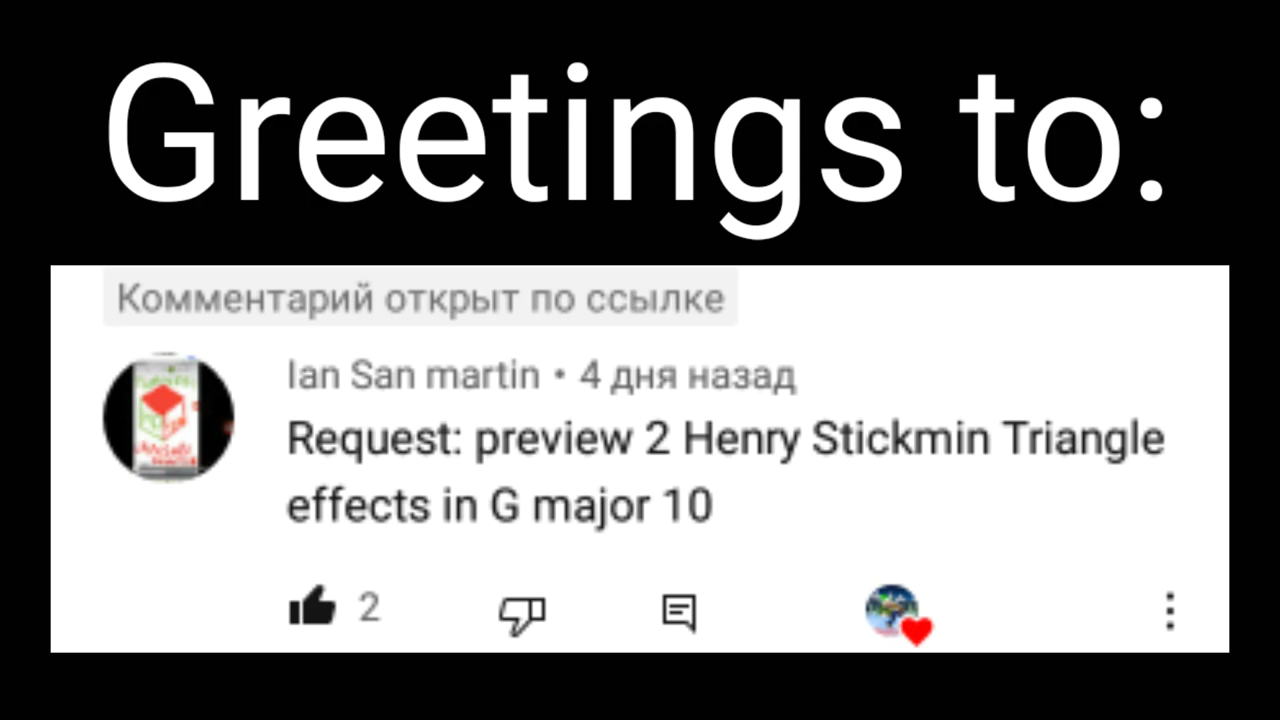 Greetings to:
Комментарий открыт по ссылке
Ian San martin • 4 дня назад
Request: preview 2 Henry Stickmin Triangle
effects in G major 10
2